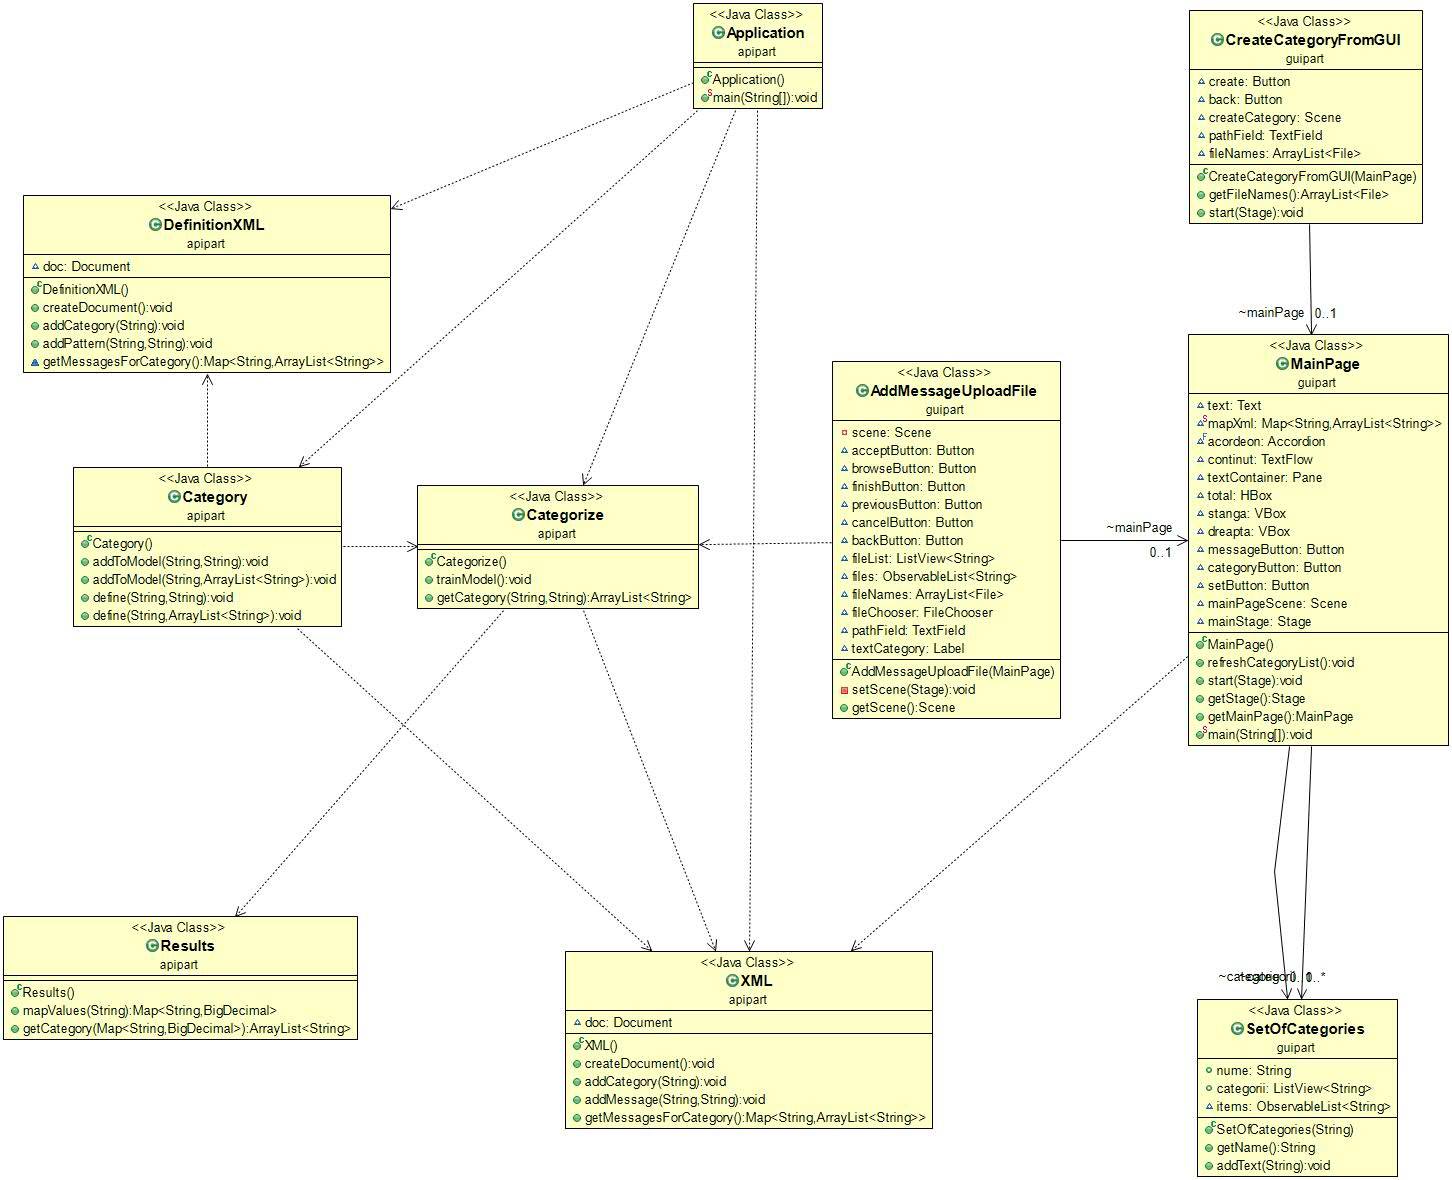 <<Java Class>>
Application
apipart
Application()
main(String[]):void
<<Java Class>>
CreateCategoryFromGUI
guipart
create: Button
back: Button
createCategory: Scene
pathField: TextField
fileNames: ArrayList<File>
CreateCategoryFromGUI(MainPage)
getFileNames():ArrayList<File>
start(Stage):void
<<Java Class>>
DefinitionXML
apipart
doc: Document
DefinitionXML()
createDocument():void
addCategory(String):void
addPattern(String,String):void
getMessagesForCategory():Map<String,ArrayList<String>>
~mainPage 0..1
<<Java Class>>
MainPage
guipart
text: Text
mapXml: Map<String,ArrayList<String>>
acordeon: Accordion
continut: TextFlow
textContainer: Pane
total: HBox
stanga: VBox
dreapta: VBox
messageButton: Button
categoryButton: Button
setButton: Button
mainPageScene: Scene
mainStage: Stage
MainPage()
refreshCategoryList():void
start(Stage):void
getStage():Stage
getMainPage():MainPage
main(String[]):void
<<Java Class>>
AddMessageUploadFile
guipart
scene: Scene
acceptButton: Button
browseButton: Button
finishButton: Button
previousButton: Button
cancelButton: Button
backButton: Button
fileList: ListView<String>
files: ObservableList<String>
fileNames: ArrayList<File>
fileChooser: FileChooser
pathField: TextField
textCategory: Label
AddMessageUploadFile(MainPage)
setScene(Stage):void
getScene():Scene
~mainPage
0..1
<<Java Class>>
Category
apipart
Category()
addToModel(String,String):void
addToModel(String,ArrayList<String>):void
define(String,String):void
define(String,ArrayList<String>):void
<<Java Class>>
Categorize
apipart
Categorize()
trainModel():void
getCategory(String,String):ArrayList<String>
<<Java Class>>
Results
apipart
Results()
mapValues(String):Map<String,BigDecimal>
getCategory(Map<String,BigDecimal>):ArrayList<String>
<<Java Class>>
XML
apipart
doc: Document
XML()
createDocument():void
addCategory(String):void
addMessage(String,String):void
getMessagesForCategory():Map<String,ArrayList<String>>
<<Java Class>>
SetOfCategories
guipart
nume: String
categorii: ListView<String>
items: ObservableList<String>
SetOfCategories(String)
getName():String
addText(String):void